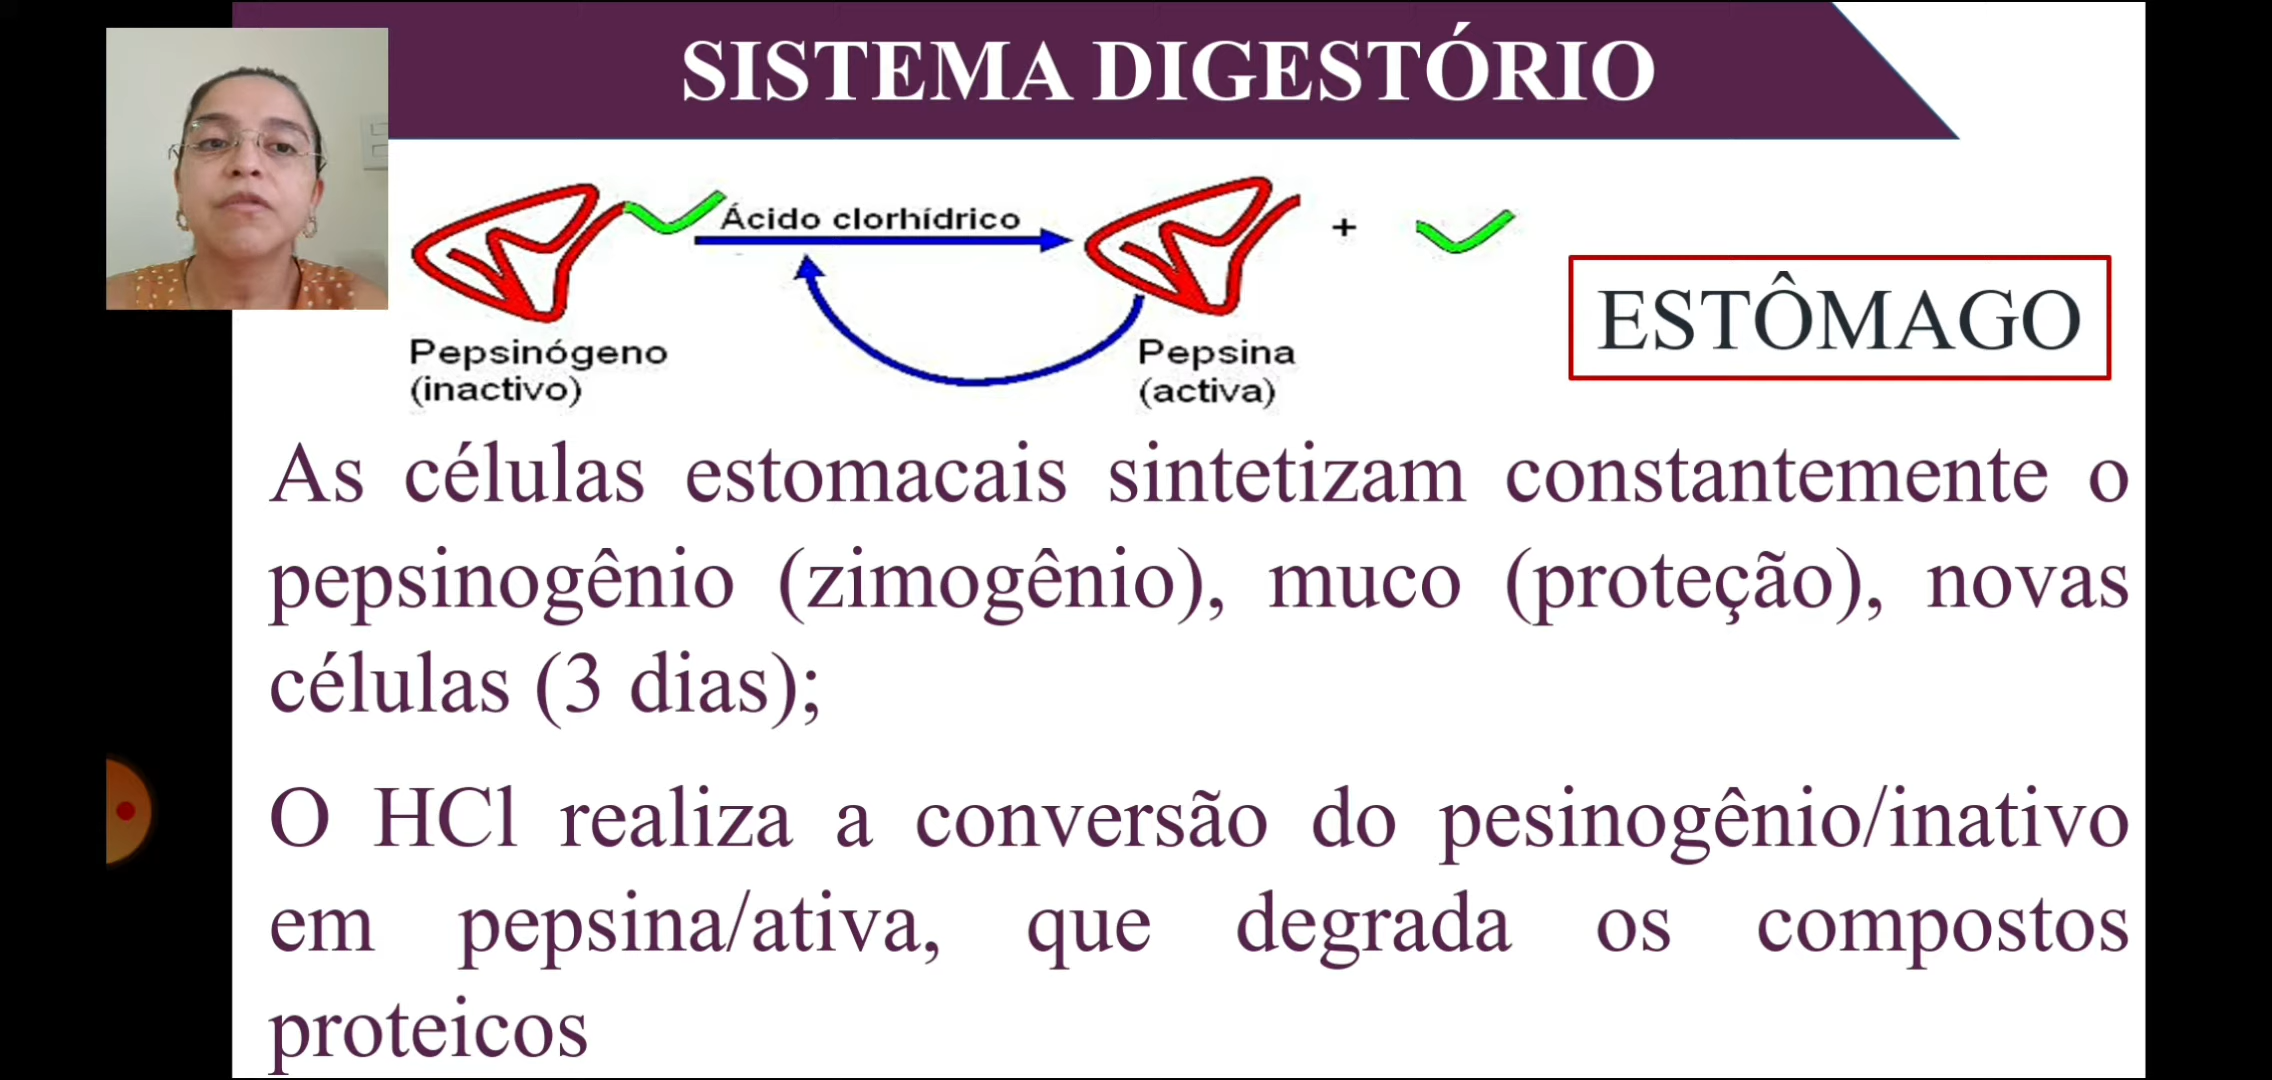 SISTEMA DIGESTÓRIO
Ácido clorhídrico
+
ESTÔMAGO
Pepsinógeno
(inactivo)
Pepsina
(activa)
As células estomacais sintetizam constantemente o
pepsinogênio (zimogênio), muco (proteção), novas
células (3 dias);
O HCl realiza a conversão do pesinogênio/inativo
em pepsina/ativa, que degrada os compostos
proteicos